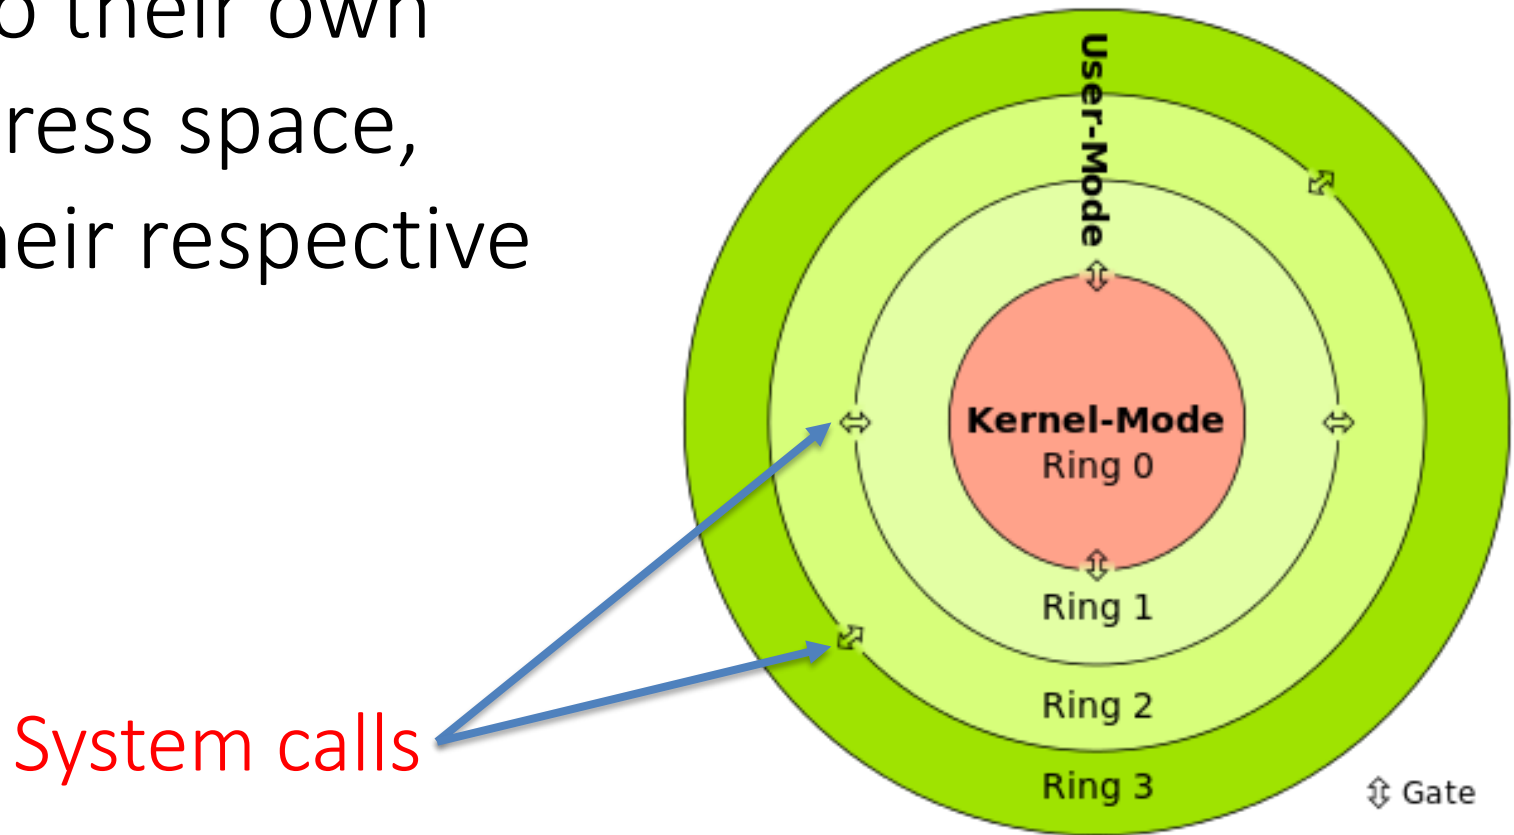 o their own
ress space,
eir respective
User-Mode
Kernel-Mode
Ring 0
Ring 1
Ring 2
System calls
Ring 3
Gate